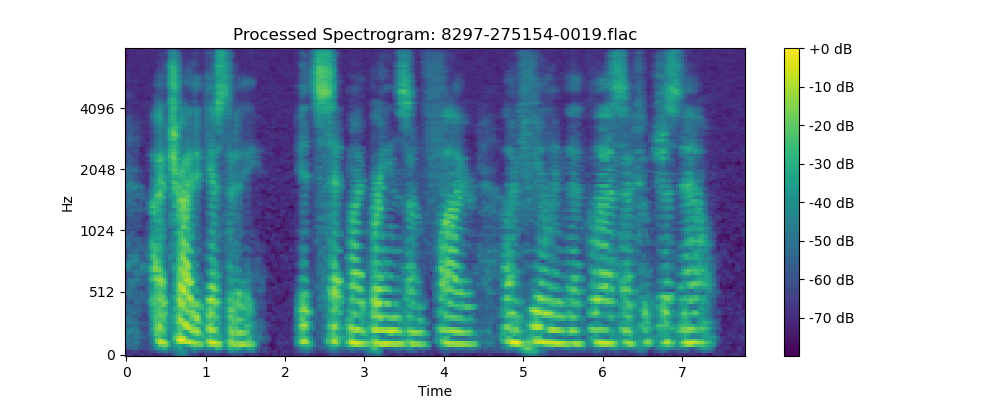 Processed Spectrogram: 8297-275154-0019.flac
Hz
4096
2048
1024
512
0
0 1 2 3 4 5 6 7
Time
+0 dB
-10 dB
-20 dB
-30 dB
-40 dB
-50 dB
-60 dB
-70 dB